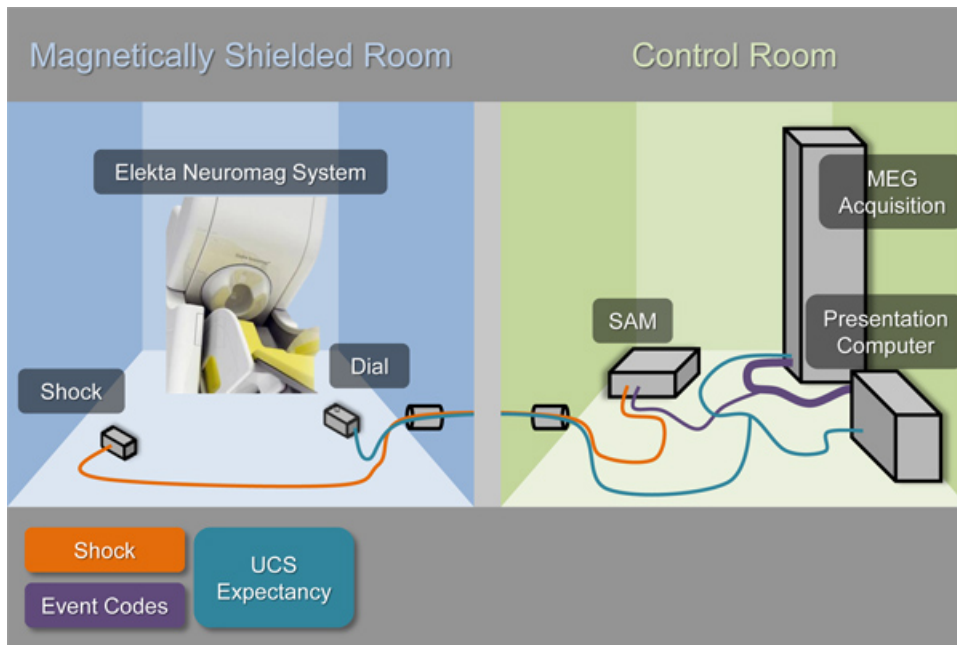 Magnetically Shielded Room
Control Room
Elekta Neuromag System
MEG
Acquisition
SAM
Presentation
Computer
Dial
Shock
Shock
Event Codes
UCS
Expectancy